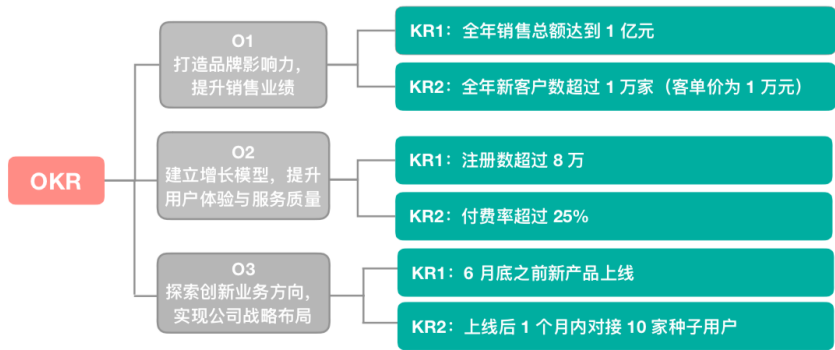 OKR
O1
打造品牌影响力，
提升销售业绩
KR1：全年销售总额达到 1 亿元
KR2：全年新客户数超过 1 万家（客单价为 1 万元）
O2
建立增长模型，提升
用户体验与服务质量
KR1：注册数超过 8 万
KR2：付费率超过 25%
O3
探索创新业务方向，
实现公司战略布局
KR1：6 月底之前新产品上线
KR2：上线后 1 个月内对接 10 家种子用户